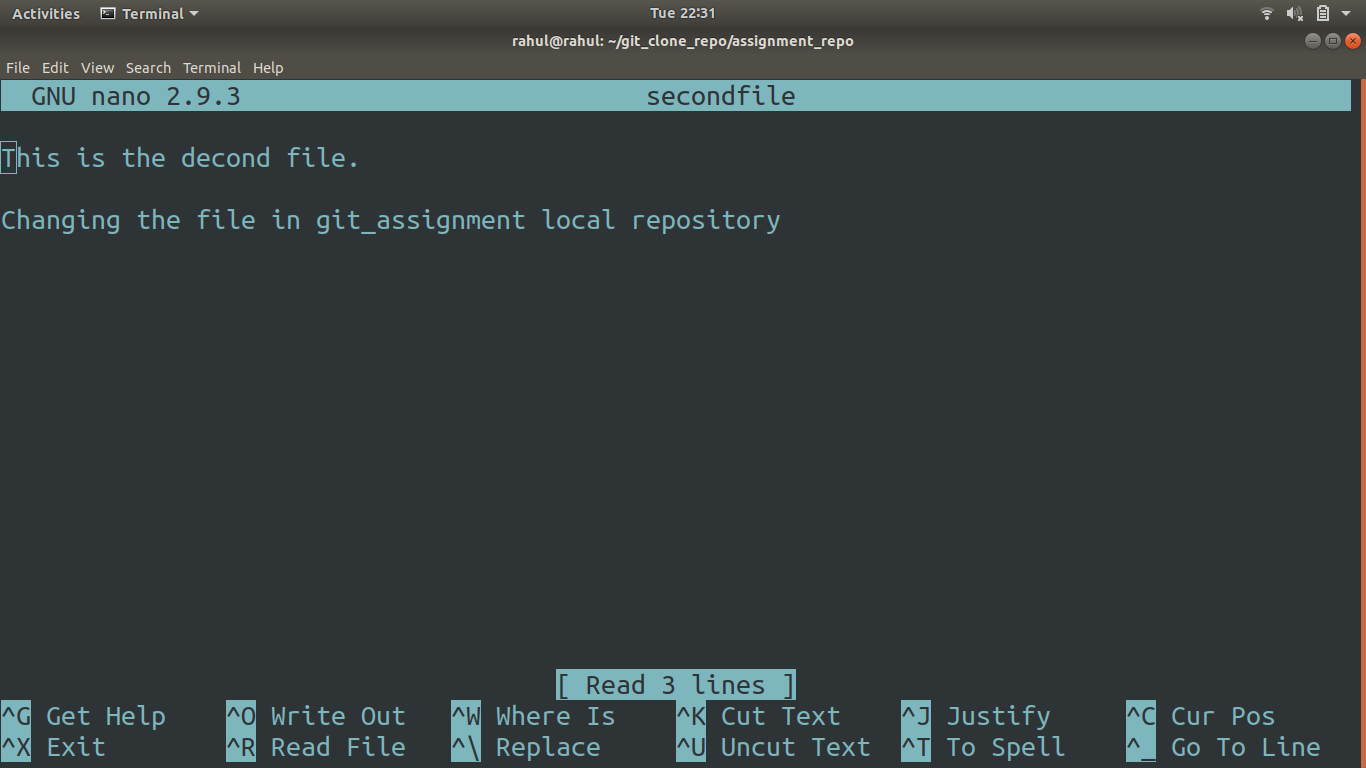 Activities Terminal Tue 22:31
rahul@rahul: ~/git_clone_repo/assignment_repo
File Edit View Search Terminal Help
GNU nano 2.9.3 secondfile
This is the decond file.
Changing the file in git_assignment local repository
[ Read 3 lines ]
^G Get Help ^O Write Out ^W Where Is ^K Cut Text ^J Justify ^C Cur Pos
^X Exit ^R Read File ^\ Replace ^U Uncut Text ^T To Spell ^_ Go To Line